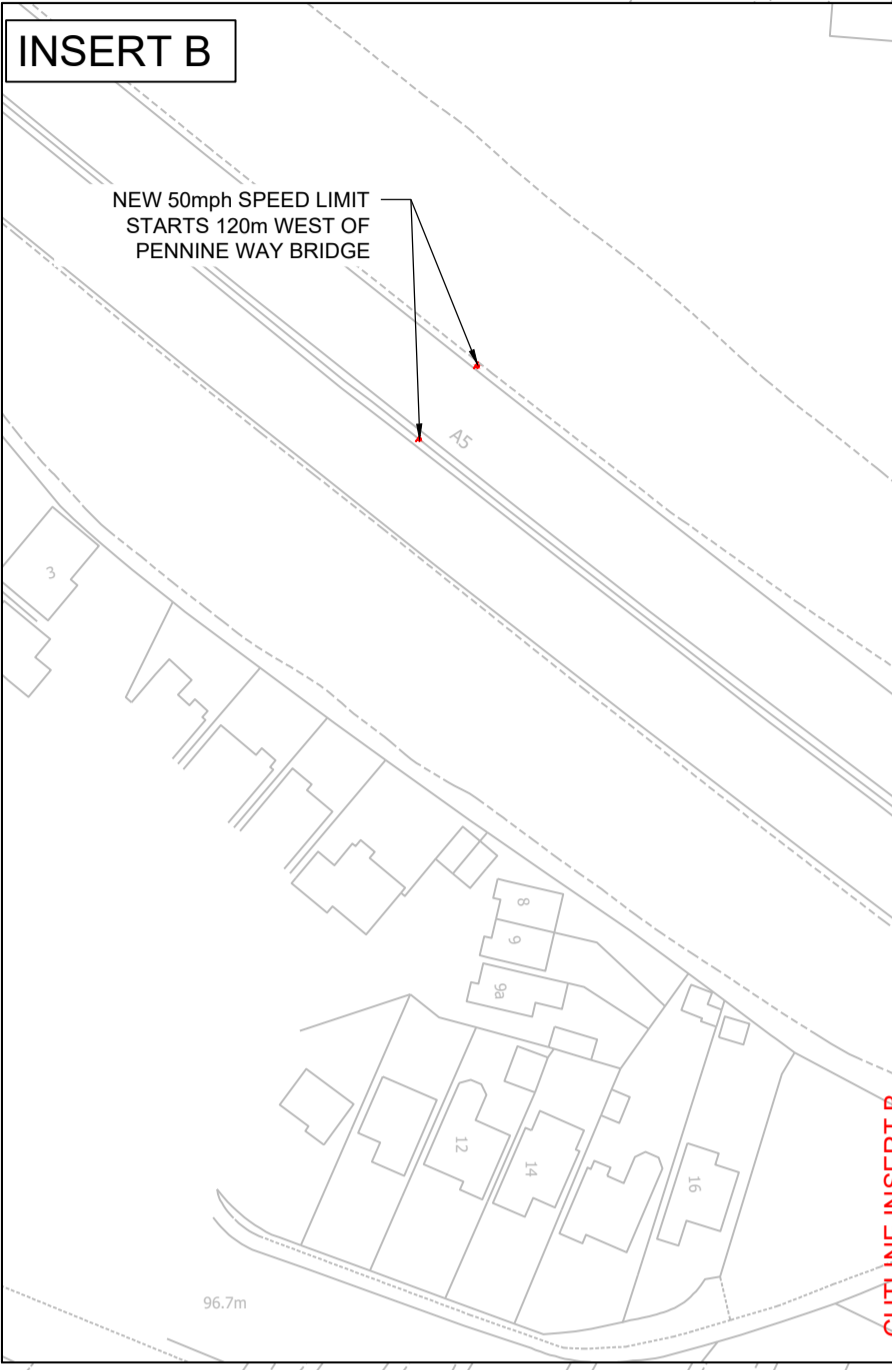 INSERT B
NEW 50mph SPEED LIMIT
STARTS 120m WEST OF
PENNINE WAY BRIDGE
A5
3
8
9
9a
12
14
16
96.7m
CUTLINE INSERT B